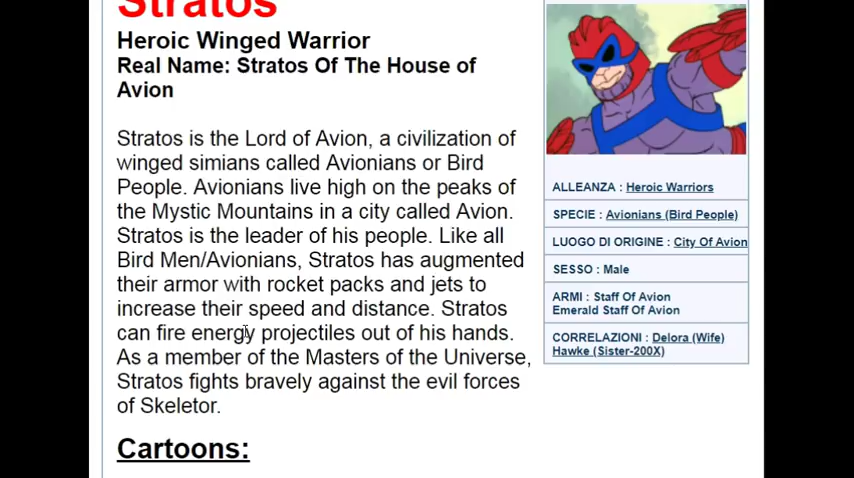 Stratos
Heroic Winged Warrior
Real Name: Stratos Of The House of
Avion
Stratos is the Lord of Avion, a civilization of
winged simians called Avionians or Bird
People. Avionians live high on the peaks of
the Mystic Mountains in a city called Avion.
Stratos is the leader of his people. Like all
Bird Men/Avionians, Stratos has augmented
their armor with rocket packs and jets to
increase their speed and distance. Stratos
can fire energy projectiles out of his hands.
As a member of the Masters of the Universe,
Stratos fights bravely against the evil forces
of Skeletor.
Cartoons:
ALLEANZA : Heroic Warriors
SPECIE : Avionians (Bird People)
LUOGO DI ORIGINE : City Of Avion
SESSO : Male
ARMI : Staff Of Avion
Emerald Staff Of Avion
CORRELAZIONI : Delora (Wife)
Hawke (Sister-200X)